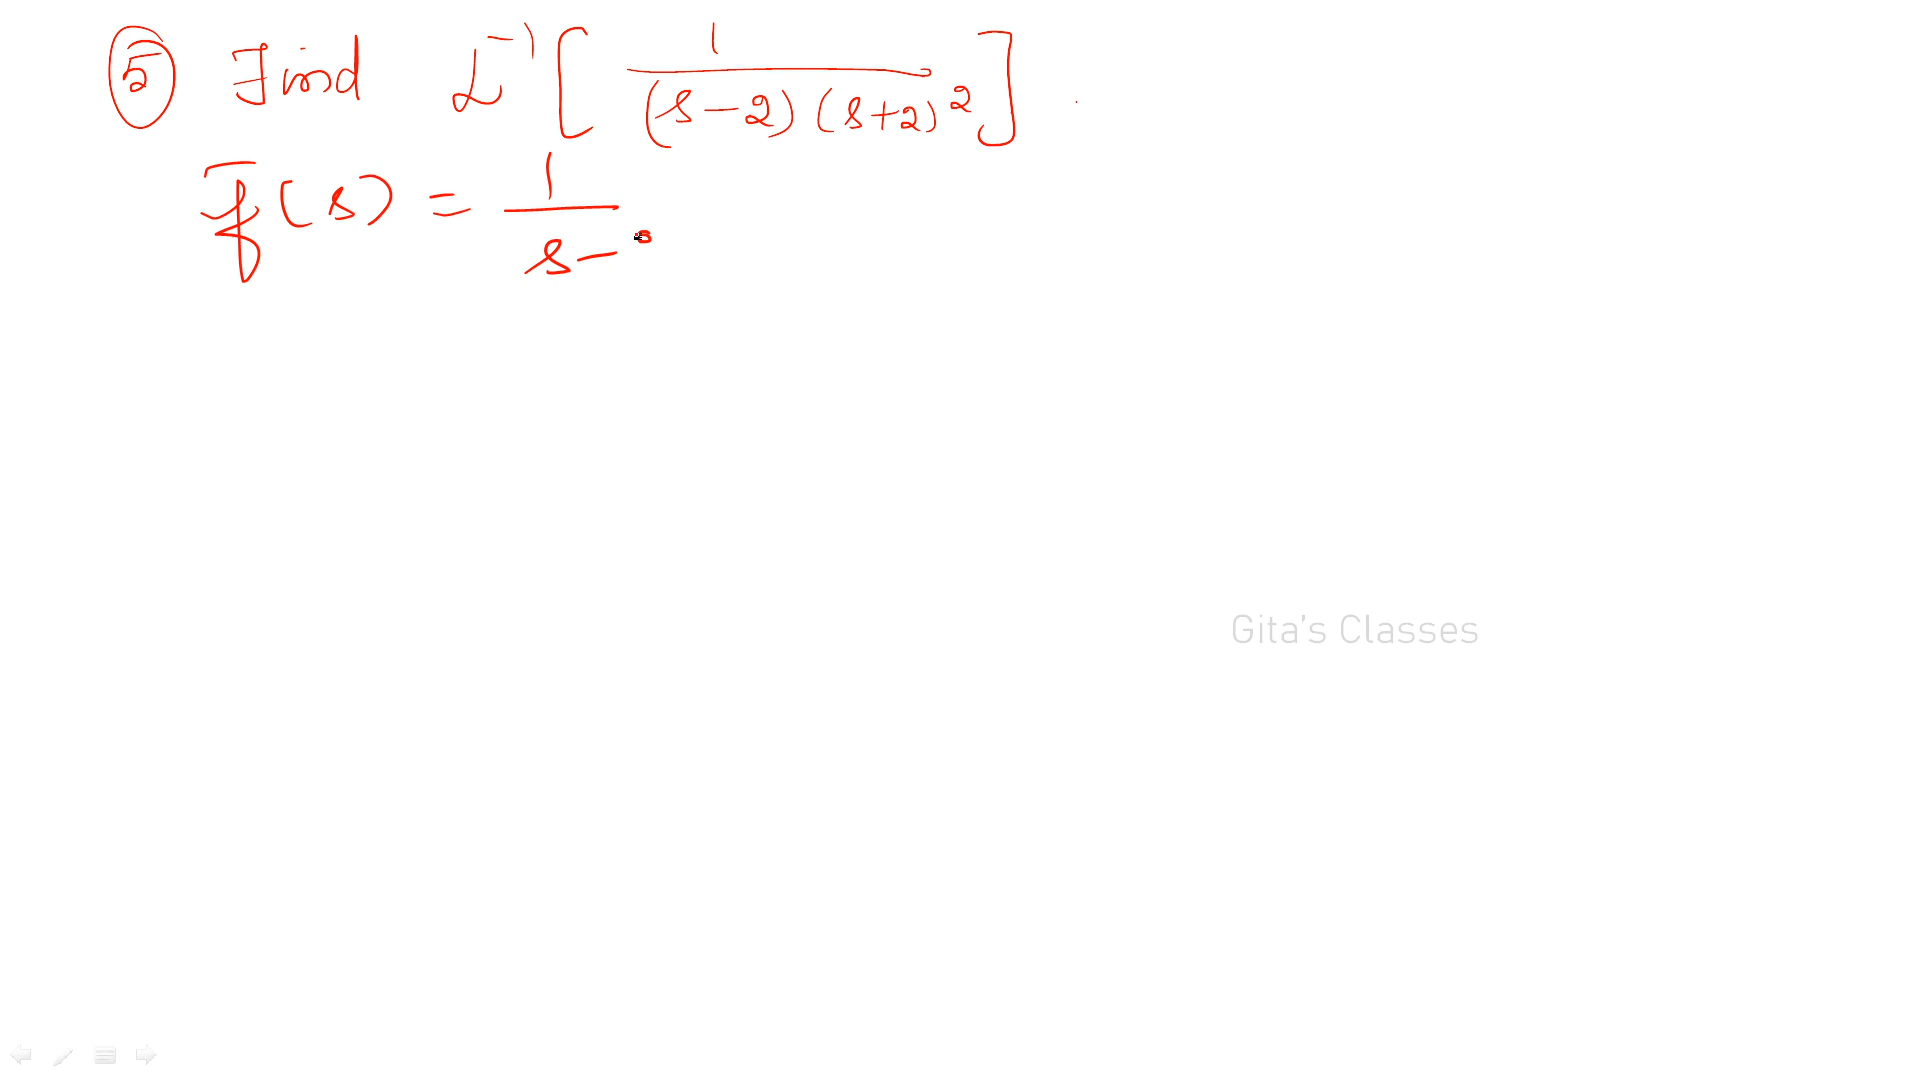 ⑤ Find L⁻¹ [ 1 / (s-2) (s+2)² ]
f̄(s) = 1 / s-
Gita's Classes